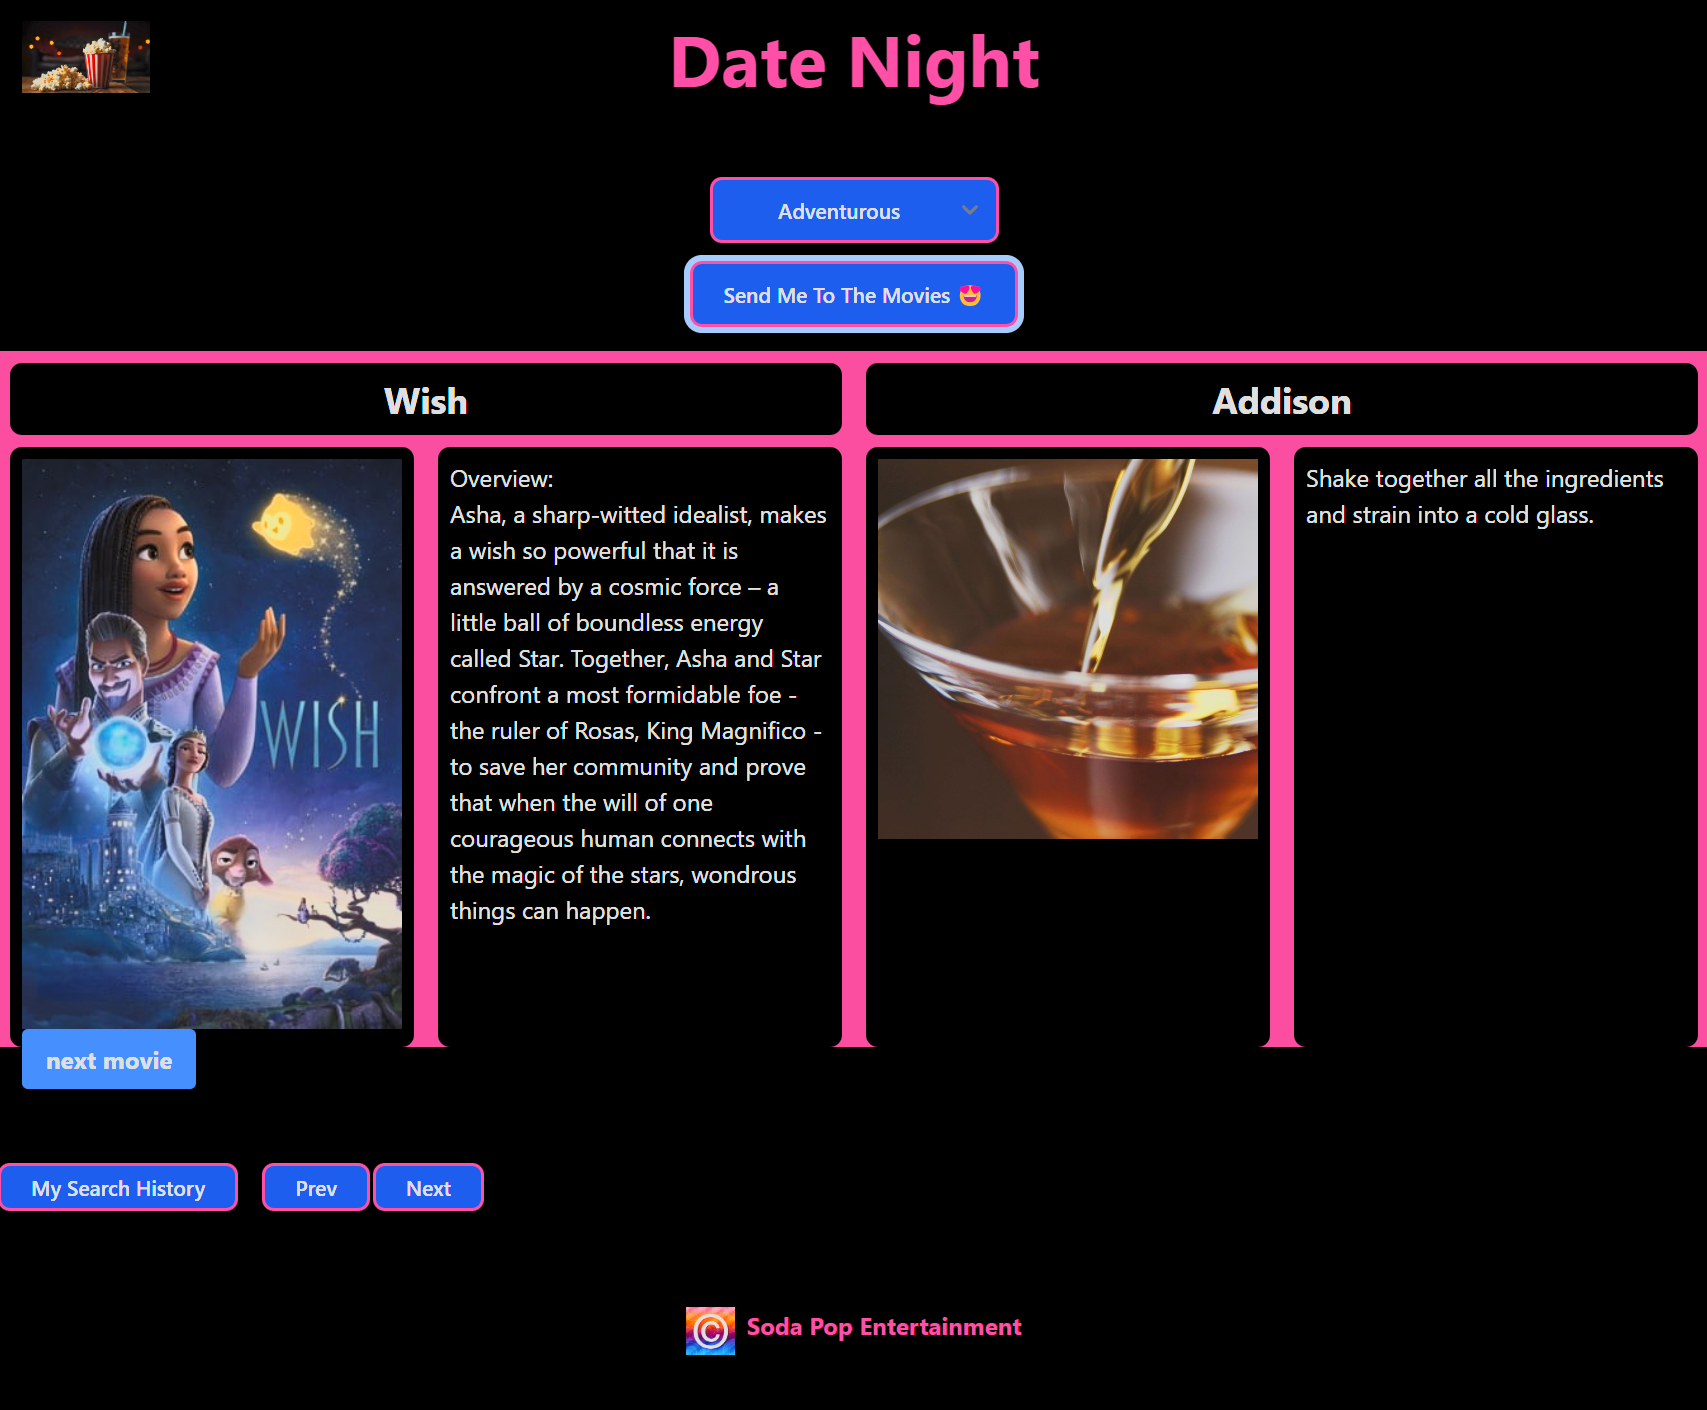 Date Night
Adventurous
Send Me To The Movies 😍
Wish
Addison
WISH
Overview:
Asha, a sharp-witted idealist, makes
a wish so powerful that it is
answered by a cosmic force – a
little ball of boundless energy
called Star. Together, Asha and Star
confront a most formidable foe -
the ruler of Rosas, King Magnifico -
to save her community and prove
that when the will of one
courageous human connects with
the magic of the stars, wondrous
things can happen.
Shake together all the ingredients
and strain into a cold glass.
next movie
My Search History
Prev
Next
© Soda Pop Entertainment